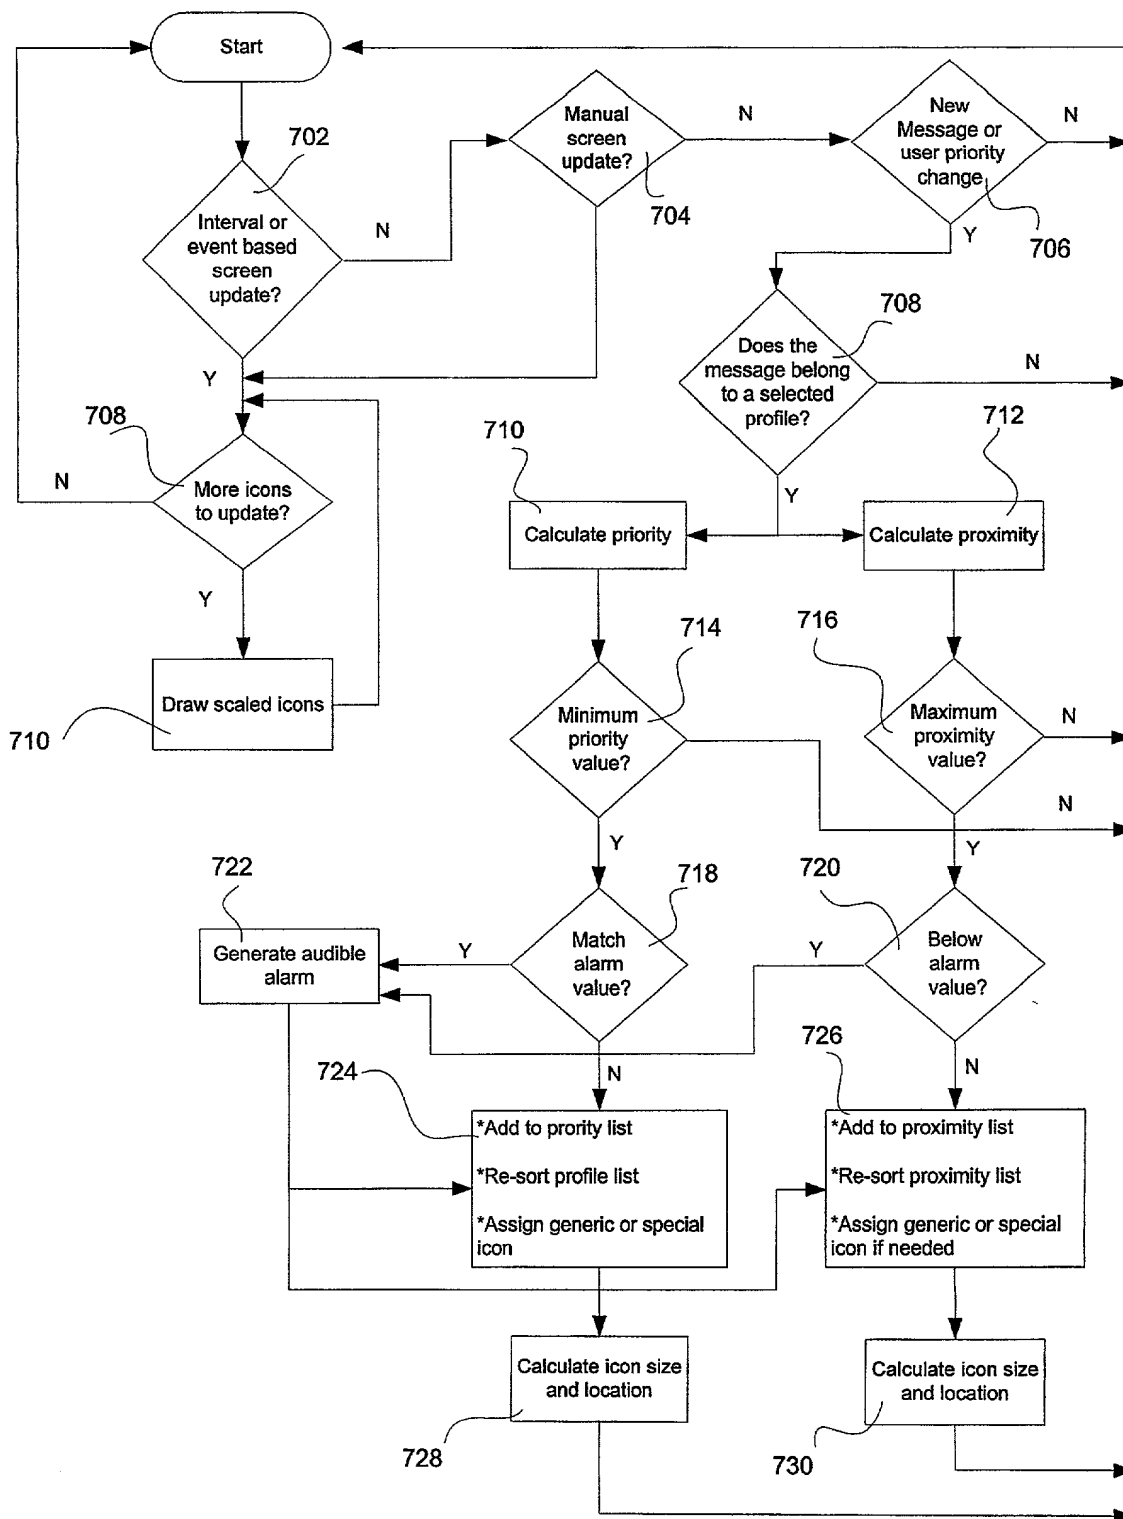 Start
702
Interval or
event based
screen
update?
N
Y
Manual
screen
update?
704
N
New
Message or
user priority
change
706
N
Y
708
Does the
message belong
to a selected
profile?
N
Y
708
More icons
to update?
N
Y
Draw scaled icons
710
710
Calculate priority
712
Calculate proximity
714
Minimum
priority
value?
N
Y
716
Maximum
proximity
value?
N
Y
718
Match
alarm
value?
Y
N
720
Below
alarm
value?
Y
N
722
Generate audible
alarm
724
*Add to prority list
*Re-sort profile list
*Assign generic or special
icon
726
*Add to proximity list
*Re-sort proximity list
*Assign generic or special
icon if needed
Calculate icon size
and location
728
Calculate icon size
and location
730